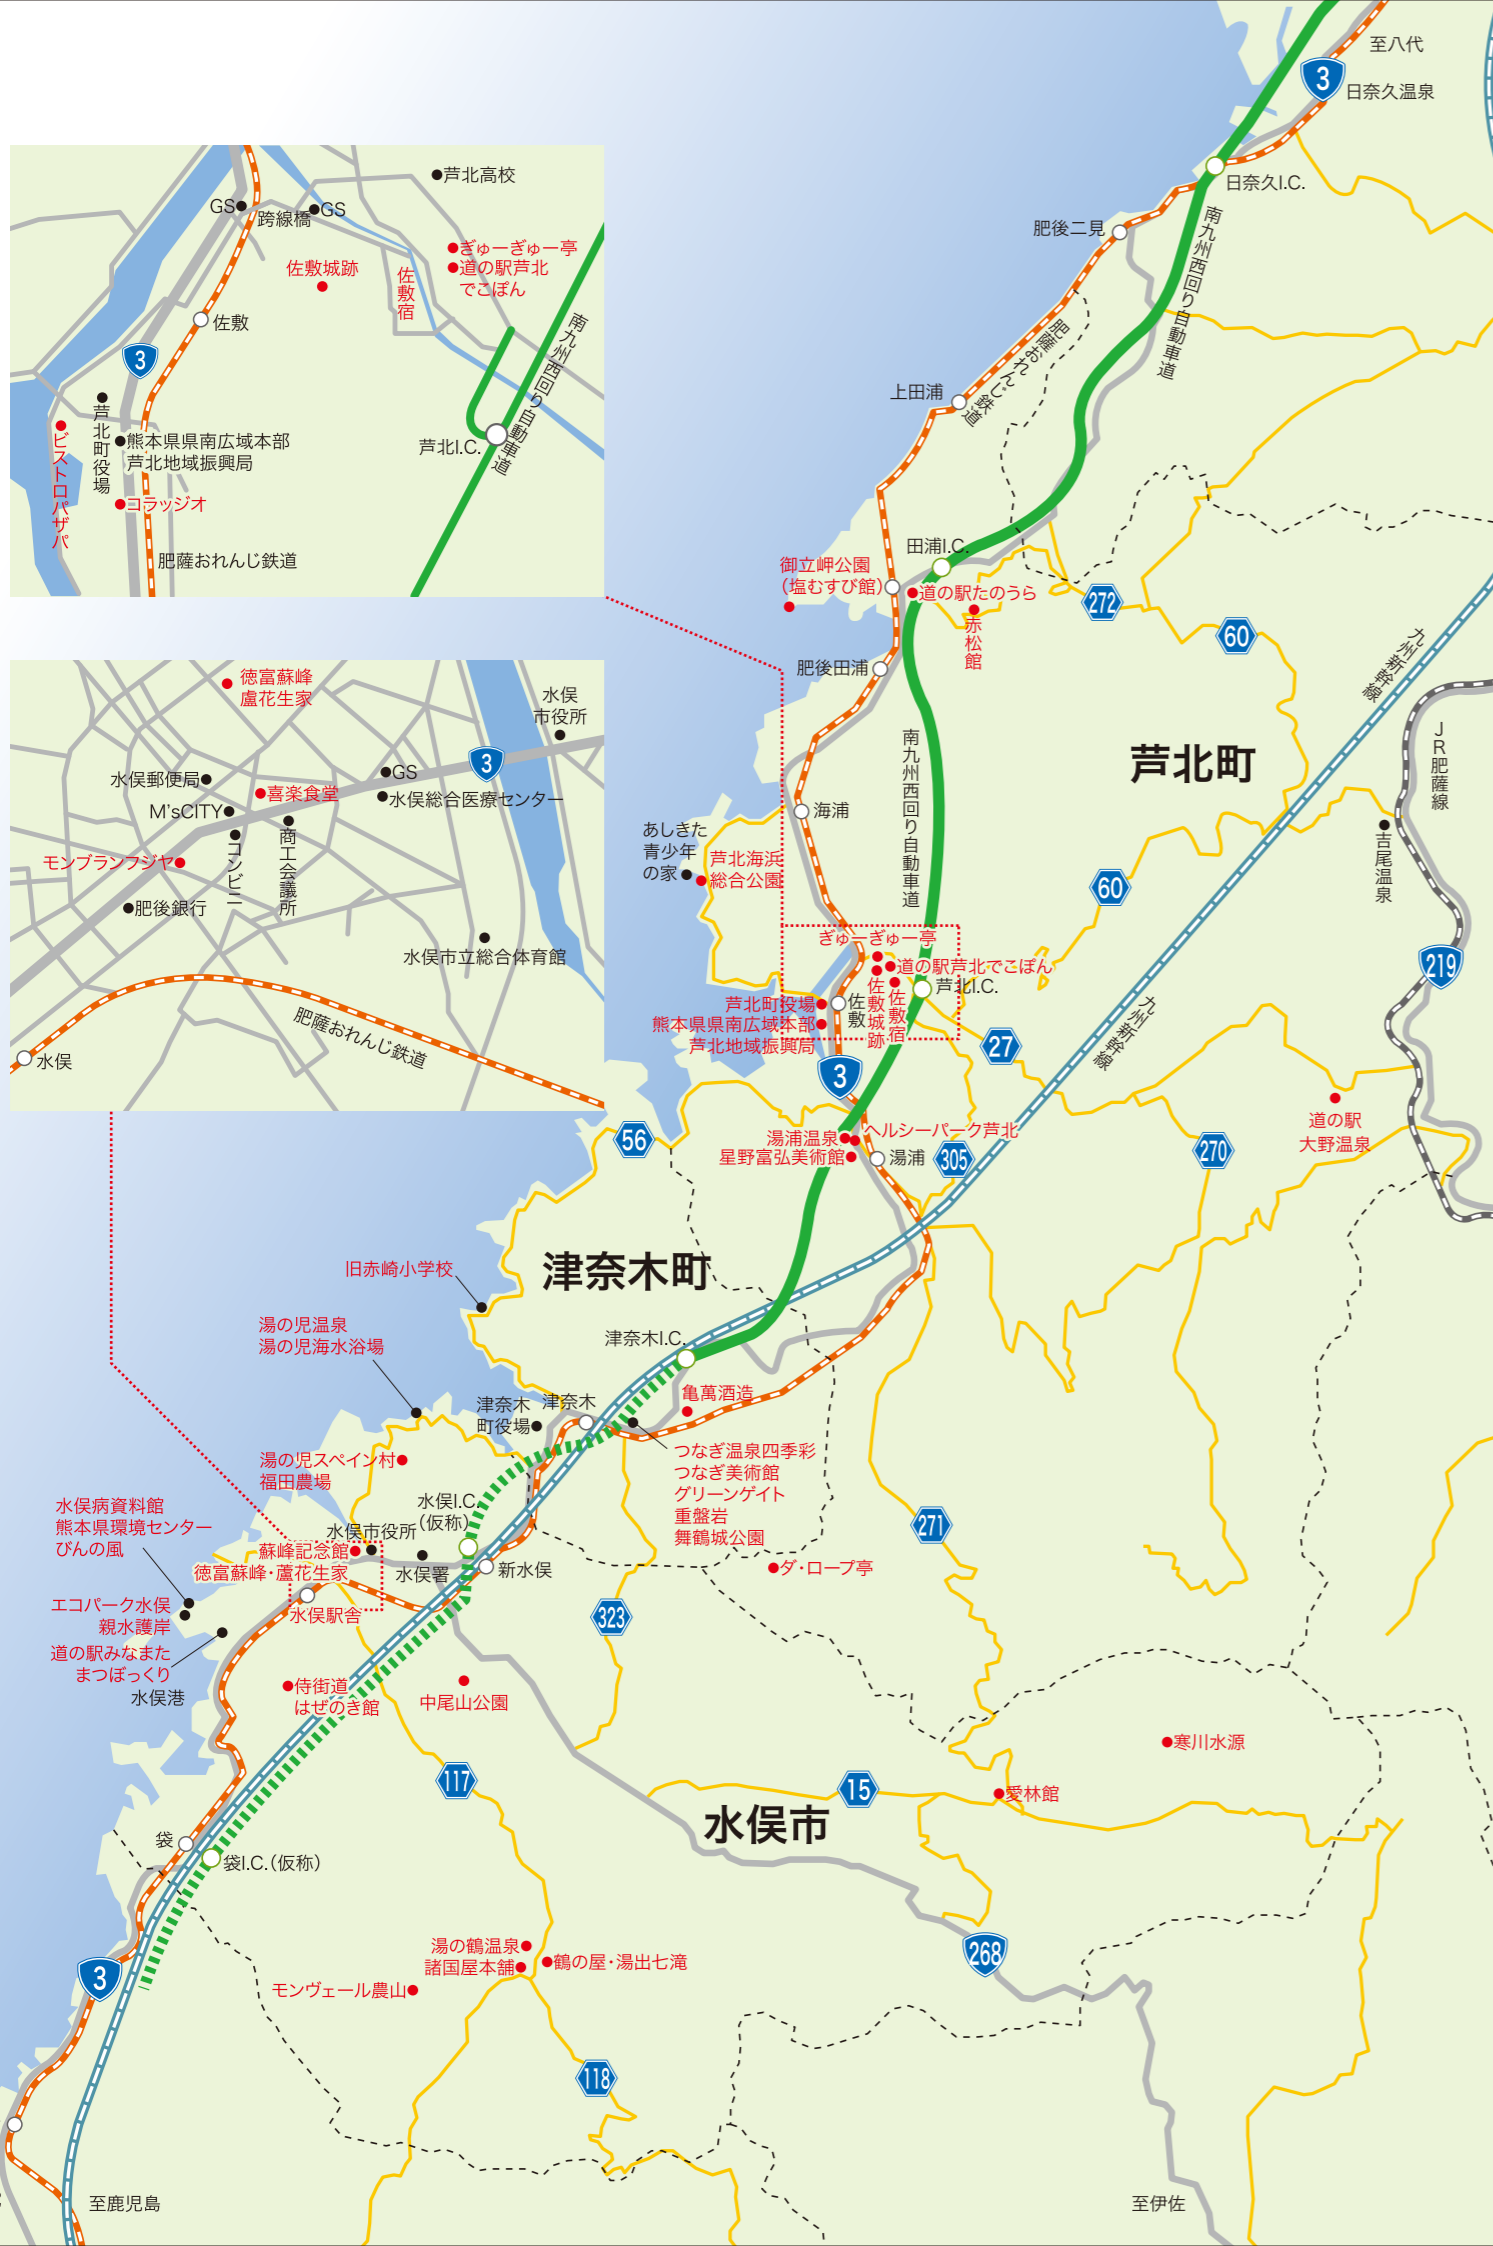 至八代
3
日奈久温泉
日奈久I.C.
肥後二見
南九州西回り自動車道
肥薩おれんじ鉄道
上田浦
芦北高校
GS
跨線橋
GS
ぎゅーぎゅー亭
道の駅芦北
でこぽん
佐敷城跡
佐敷宿
佐敷
3
南九州西回り自動車道
芦北町役場
芦北I.C.
熊本県県南広域本部
芦北地域振興局
ビストロパザパ
コラッジオ
肥薩おれんじ鉄道
田浦I.C.
御立岬公園
(塩むすび館)
道の駅たのうら
赤松館
272
60
肥後田浦
九州新幹線
芦北町
JR肥薩線
南九州西回り自動車道
徳富蘇峰
蘆花生家
水俣
市役所
3
水俣郵便局
GS
M'sCITY
喜楽食堂
水俣総合医療センター
モンブランフジヤ
コンビニ
商工会議所
肥後銀行
水俣市立総合体育館
肥薩おれんじ鉄道
水俣
海浦
あしきた
青少年
の家
芦北海浜
総合公園
吉尾温泉
60
219
ぎゅーぎゅー亭
道の駅芦北でこぽん
芦北I.C.
佐敷
佐敷城跡
佐敷宿
芦北町役場
熊本県県南広域本部
芦北地域振興局
27
九州新幹線
3
道の駅
大野温泉
56
湯浦温泉
ヘルシーパーク芦北
星野富弘美術館
湯浦
305
270
津奈木町
旧赤崎小学校
湯の児温泉
湯の児海水浴場
津奈木I.C.
亀萬酒造
津奈木
町役場
津奈木
つなぎ温泉四季彩
つなぎ美術館
グリーンゲイト
重盤岩
舞鶴城公園
湯の児スペイン村
福田農場
水俣I.C.
(仮称)
水俣病資料館
熊本県環境センター
びんの風
水俣市役所
蘇峰記念館
徳富蘇峰・蘆花生家
水俣署
新水俣
271
ダ・ロープ亭
エコパーク水俣
親水護岸
水俣駅舎
323
道の駅みなまた
まつぼっくり
水俣港
侍街道
はぜのき館
中尾山公園
寒川水源
117
15
愛林館
水俣市
袋
袋I.C.(仮称)
湯の鶴温泉
諸国屋本舗
鶴の屋・湯出七滝
268
モンヴェール農山
3
118
至鹿児島
至伊佐